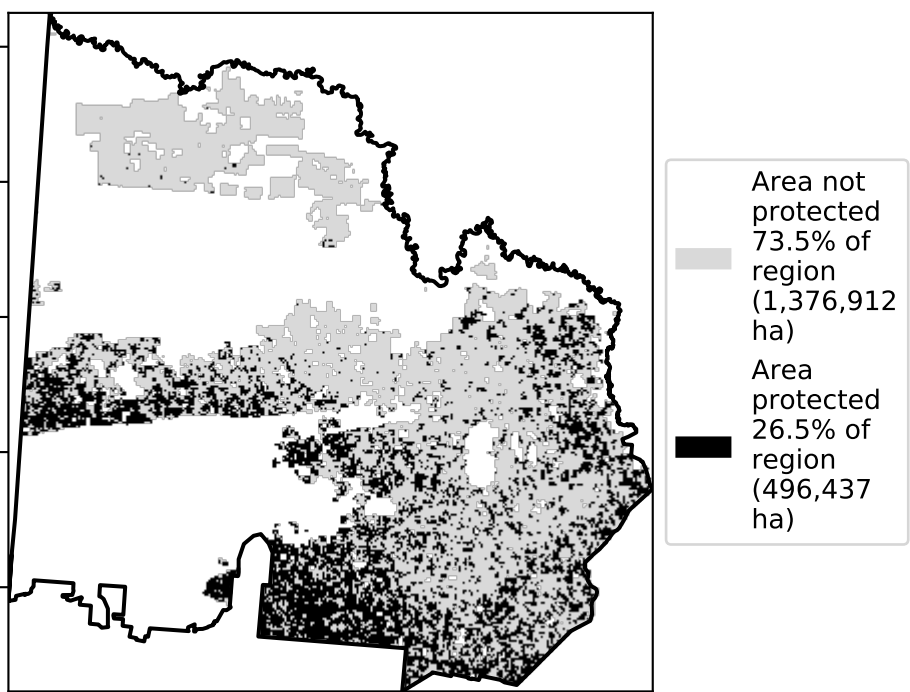 Area not
protected
73.5% of
region
(1,376,912
ha)
Area
protected
26.5% of
region
(496,437
ha)